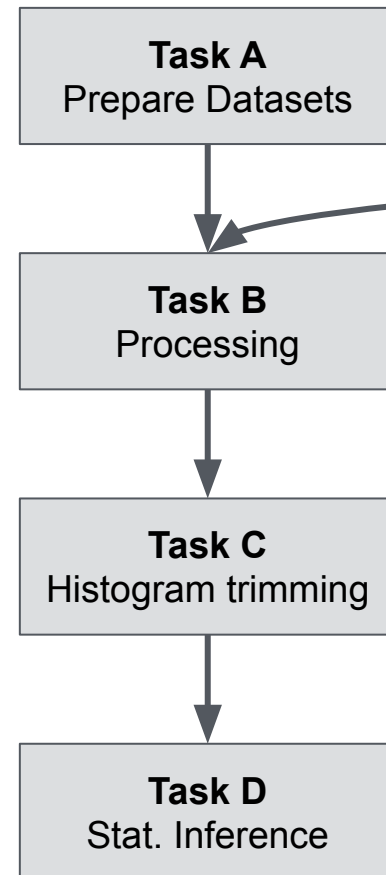 Task A
Prepare Datasets
Task B
Processing
Task C
Histogram trimming
Task D
Stat. Inference